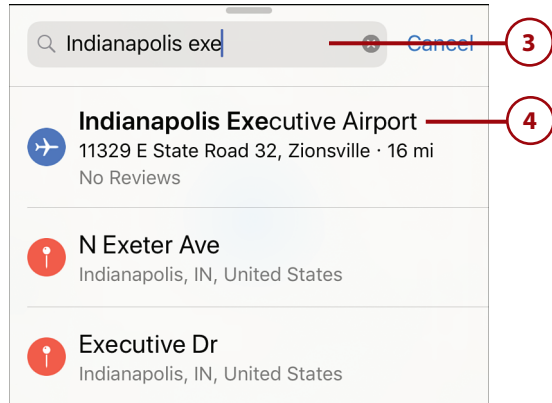 Indianapolis exe
Cancel
3
Indianapolis Executive Airport
4
11329 E State Road 32, Zionsville · 16 mi
No Reviews
N Exeter Ave
Indianapolis, IN, United States
Executive Dr
Indianapolis, IN, United States